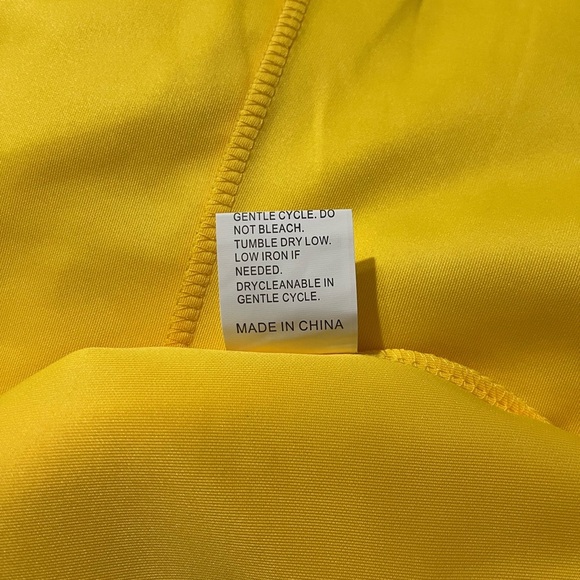 GENTLE CYCLE. DO
NOT BLEACH.
TUMBLE DRY LOW.
LOW IRON IF
NEEDED.
DRYCLEANABLE IN
GENTLE CYCLE.
MADE IN CHINA